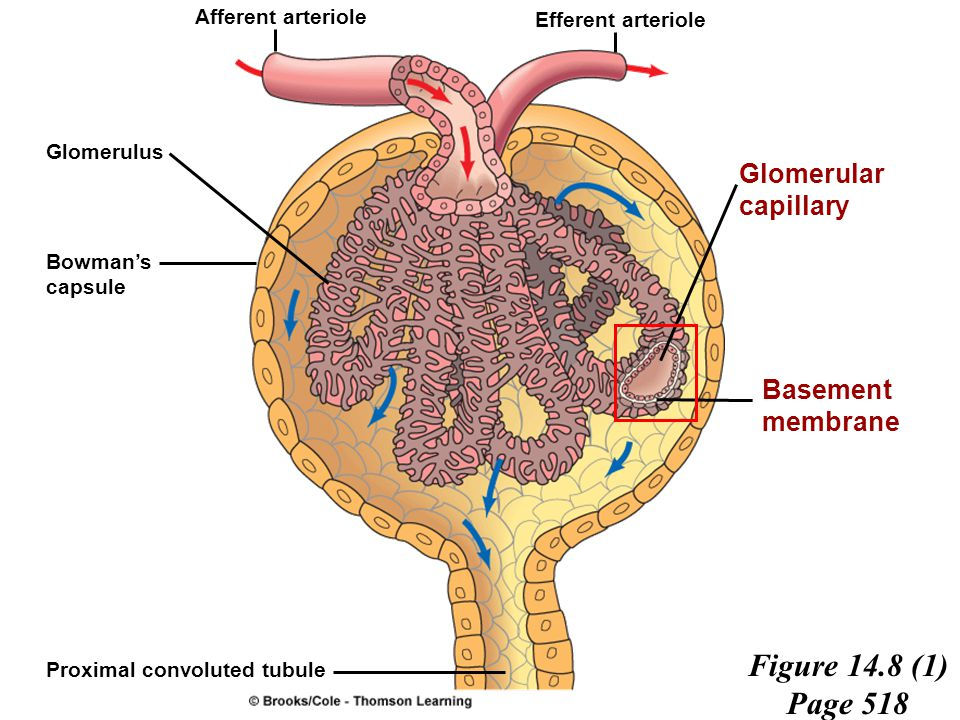 Afferent arteriole
Efferent arteriole
Glomerulus
Glomerular
capillary
Bowman’s
capsule
Basement
membrane
Proximal convoluted tubule
© Brooks/Cole - Thomson Learning
Figure 14.8 (1)
Page 518